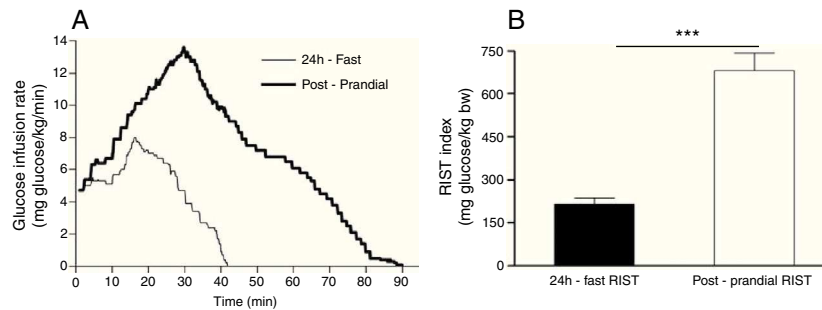 A
Glucose infusion rate
(mg glucose/kg/min)
14
12
10
8
6
4
2
0
24h - Fast
Post - Prandial
0 10 20 30 40 50 60 70 80 90
Time (min)
B
RIST index
(mg glucose/kg bw)
750
600
450
300
150
0
***
24h - fast RIST Post - prandial RIST